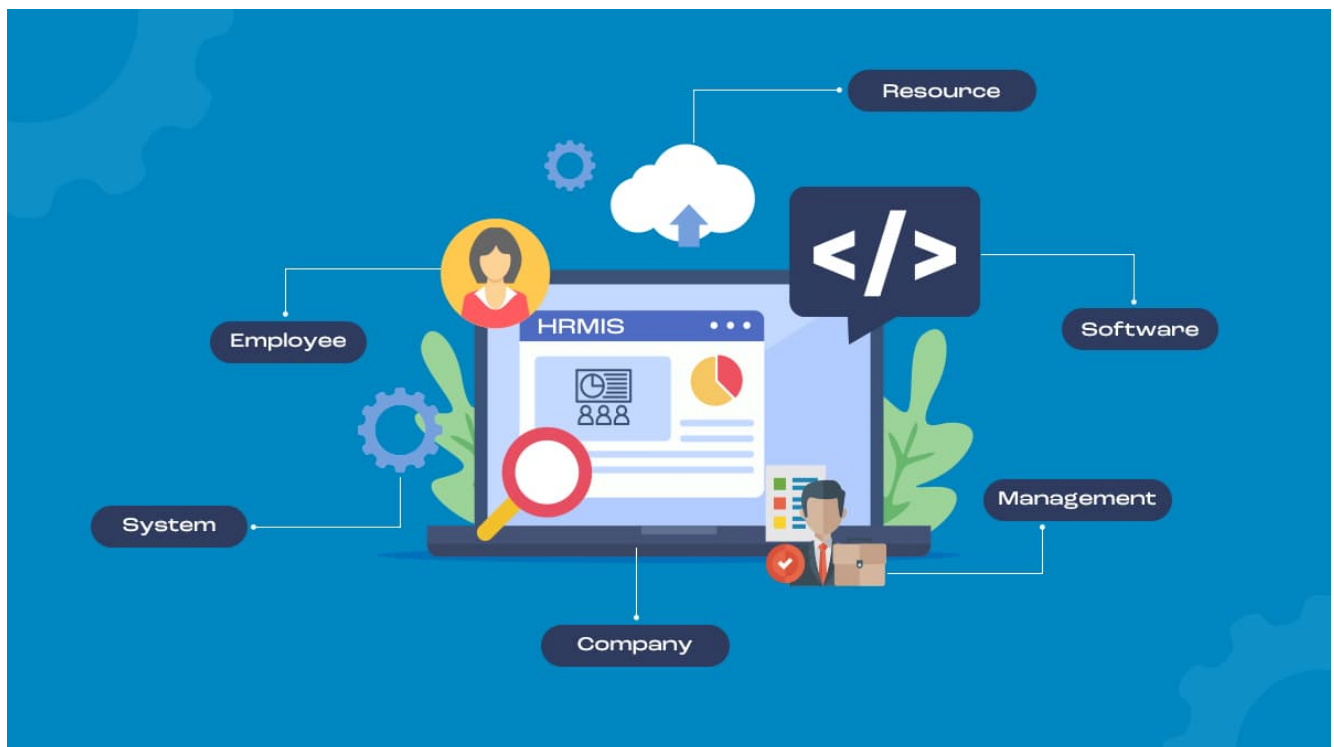 Resource
</>
Employee
HRMIS
Software
System
Management
Company